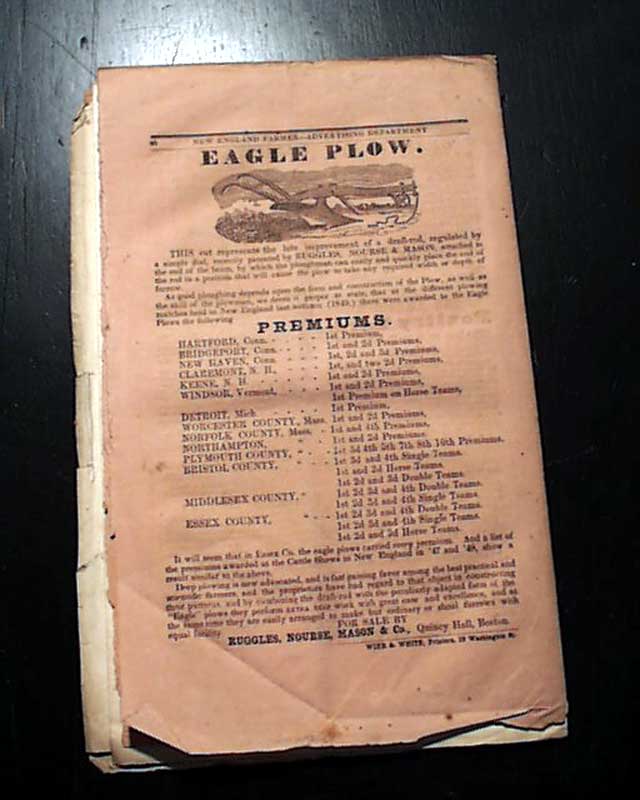 NEW ENGLAND FARMER—ADVERTISING DEPARTMENT
EAGLE PLOW.
THIS cut represents the late improvement of a draft-rod, regulated by
a simple dial, recently patented by RUGGLES, NOURSE & MASON, attached to
the end of the beam, by which the ploughman can easily and quickly place the end of
the rod in a position that will cause the plow to take any required width or depth of
furrow.
As good ploughing depends upon the form and construction of the Plow, as well as
the skill of the plowman, we deem it proper to state, that at the different plowing
matches held in New England last autumn (1849,) there were awarded to the Eagle
Plows the following
PREMIUMS.
HARTFORD, Conn. 1st Premium,
BRIDGEPORT, Conn. 1st and 2d Premiums,
NEW HAVEN, Conn. 1st, 2d and 3d Premiums,
CLAREMONT, N. H., 1st, and two 2d Premiums,
KEENE, N. H. 1st and 2d Premiums,
WINDSOR, Vermont, 1st and 2d Premiums,
1st Premium on Horse Teams,
DETROIT, Mich. 1st Premium,
WORCESTER COUNTY, Mass. 1st and 2d Premiums,
NORFOLK COUNTY, Mass. 1st and 4th Premiums,
NORTHAMPTON, " 1st and 2d Premiums,
PLYMOUTH COUNTY, " 1st 3d 4th 5th 7th 8th 10th Premiums.
BRISTOL COUNTY, 1st 3d and 4th Single Teams.
1st and 2d Horse Teams.
1st 2d and 3d Double Teams.
MIDDLESEX COUNTY, " 1st 2d 3d and 4th Double Teams.
1st 2d 3d and 4th Single Teams.
ESSEX COUNTY, " 1st 2d 3d and 4th Double Teams.
1st 2d 3d and 4th Single Teams.
1st 2d and 3d Horse Teams.
It will seem that in Essex Co. the eagle plows carried every premium. And a list of
the premiums awarded at the Cattle Shows in New England in '47 and '48, show a
result similar to the above.
Deep plowing is now advocated, and is fast gaining favor among the best practical and
scientific farmers, and the proprietors have had regard to that object in constructing
their patterns, and by combining the draft-rod with the peculiarly adapted form of the
"Eagle" plows they perform EXTRA DEEP work with great ease and excellence, and at
the same time they are easily arranged to make but ordinary or shoal furrows with
equal facility.
FOR SALE BY
RUGGLES, NOURSE, MASON & Co., Quincy Hall, Boston.
WIER & WHITE, Printers, Washington St.